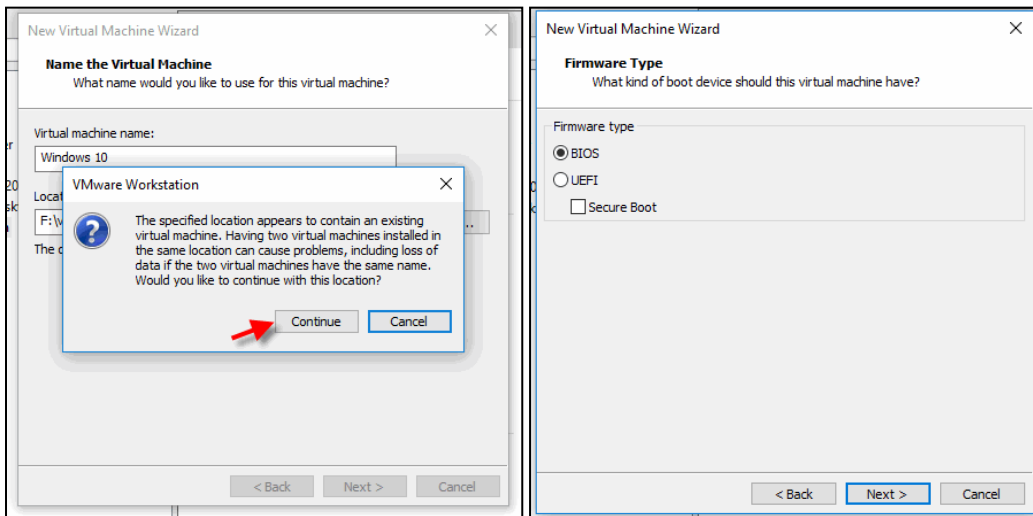 New Virtual Machine Wizard
Name the Virtual Machine
What name would you like to use for this virtual machine?
Virtual machine name:
Windows 10
VMware Workstation
The specified location appears to contain an existing
virtual machine. Having two virtual machines installed in
the same location can cause problems, including loss of
data if the two virtual machines have the same name.
Would you like to continue with this location?
Continue Cancel
Locat
F:\v ..
The d
< Back Next > Cancel
New Virtual Machine Wizard
Firmware Type
What kind of boot device should this virtual machine have?
Firmware type
BIOS
UEFI
Secure Boot
< Back Next > Cancel